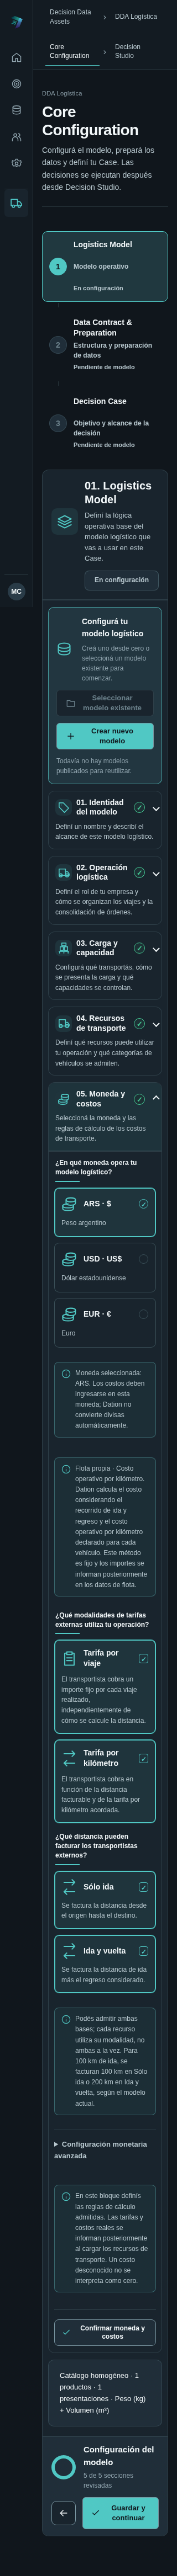 Decision Data
Assets
›
DDA Logística
Core
Configuration
›
Decision
Studio
DDA Logística
Core
Configuration
Configurá el modelo, prepará los
datos y definí tu Case. Las
decisiones se ejecutan después
desde Decision Studio.
Logistics Model
1
Modelo operativo
En configuración
Data Contract &
Preparation
2
Estructura y preparación
de datos
Pendiente de modelo
Decision Case
3
Objetivo y alcance de la
decisión
Pendiente de modelo
MC
01. Logistics
Model
Definí la lógica
operativa base del
modelo logístico que
vas a usar en este
Case.
En configuración
Configurá tu
modelo logístico
Creá uno desde cero o
seleccioná un modelo
existente para
comenzar.
Seleccionar
modelo existente
Crear nuevo
modelo
Todavía no hay modelos
publicados para reutilizar.
01. Identidad
del modelo
Definí un nombre y describí el
alcance de este modelo logístico.
02. Operación
logística
Definí el rol de tu empresa y
cómo se organizan los viajes y la
consolidación de órdenes.
03. Carga y
capacidad
Configurá qué transportás, cómo
se presenta la carga y qué
capacidades se controlan.
04. Recursos
de transporte
Definí qué recursos puede utilizar
tu operación y qué categorías de
vehículos se admiten.
05. Moneda y
costos
Seleccioná la moneda y las
reglas de cálculo de los costos
de transporte.
¿En qué moneda opera tu
modelo logístico?
ARS · $
Peso argentino
USD · US$
Dólar estadounidense
EUR · €
Euro
Moneda seleccionada:
ARS. Los costos deben
ingresarse en esta
moneda; Dation no
convierte divisas
automáticamente.
Flota propia · Costo
operativo por kilómetro.
Dation calcula el costo
considerando el
recorrido de ida y
regreso y el costo
operativo por kilómetro
declarado para cada
vehículo. Este método
es fijo y los importes se
informan posteriormente
en los datos de flota.
¿Qué modalidades de tarifas
externas utiliza tu operación?
Tarifa por
viaje
El transportista cobra un
importe fijo por cada viaje
realizado,
independientemente de
cómo se calcule la distancia.
Tarifa por
kilómetro
El transportista cobra en
función de la distancia
facturable y de la tarifa por
kilómetro acordada.
¿Qué distancia pueden
facturar los transportistas
externos?
Sólo ida
Se factura la distancia desde
el origen hasta el destino.
Ida y vuelta
Se factura la distancia de ida
más el regreso considerado.
Podés admitir ambas
bases; cada recurso
utiliza su modalidad, no
ambas a la vez. Para
100 km de ida, se
facturan 100 km en Sólo
ida o 200 km en Ida y
vuelta, según el modelo
actual.
Configuración monetaria
avanzada
En este bloque definís
las reglas de cálculo
admitidas. Las tarifas y
costos reales se
informan posteriormente
al cargar los recursos de
transporte. Un costo
desconocido no se
interpreta como cero.
Confirmar moneda y
costos
Catálogo homogéneo · 1
productos · 1
presentaciones · Peso (kg)
+ Volumen (m³)
Configuración del
modelo
5 de 5 secciones
revisadas
Guardar y
continuar